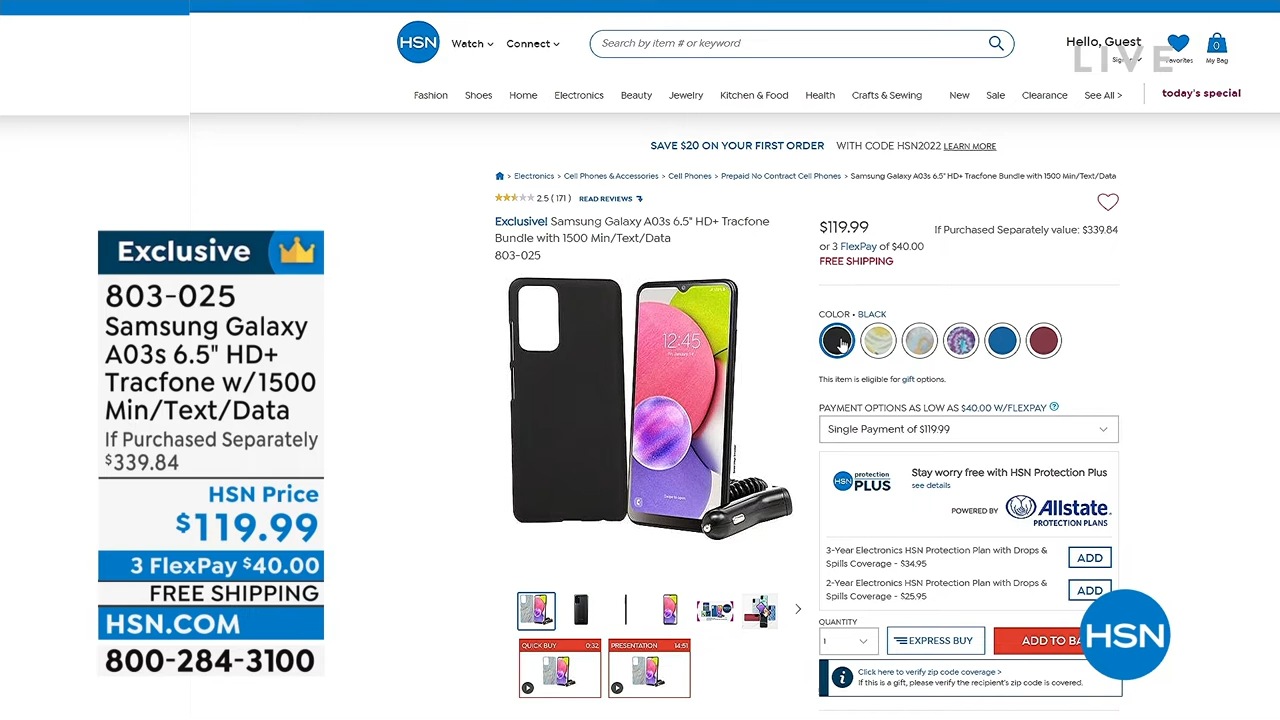 HSN
Watch
Connect
Search by item # or keyword
Hello, Guest
LIVE
Favorites
0
My Bag
Fashion
Shoes
Home
Electronics
Beauty
Jewelry
Kitchen & Food
Health
Crafts & Sewing
New
Sale
Clearance
See All >
today's special
SAVE $20 ON YOUR FIRST ORDER WITH CODE HSN2022 LEARN MORE
> Electronics > Cell Phones & Accessories > Cell Phones > Prepaid No Contract Cell Phones > Samsung Galaxy A03s 6.5" HD+ Tracfone Bundle with 1500 Min/Text/Data
2.5 (171) READ REVIEWS
Exclusive! Samsung Galaxy A03s 6.5" HD+ Tracfone
Bundle with 1500 Min/Text/Data
803-025
$119.99
If Purchased Separately value: $339.84
or 3 FlexPay of $40.00
FREE SHIPPING
Exclusive
803-025
Samsung Galaxy
A03s 6.5" HD+
Tracfone w/1500
Min/Text/Data
If Purchased Separately
$339.84
HSN Price
$119.99
3 FlexPay $40.00
FREE SHIPPING
HSN.COM
800-284-3100
12:45
COLOR • BLACK
This item is eligible for gift options.
PAYMENT OPTIONS AS LOW AS $40.00 W/FLEXPAY
Single Payment of $119.99
HSN protection PLUS
Stay worry free with HSN Protection Plus
see details
POWERED BY Allstate.
PROTECTION PLANS
3-Year Electronics HSN Protection Plan with Drops &
Spills Coverage - $34.95
ADD
2-Year Electronics HSN Protection Plan with Drops &
Spills Coverage - $25.95
ADD
QUICK BUY 0:32
PRESENTATION 14:51
QUANTITY
1
EXPRESS BUY
ADD TO BA
HSN
Click here to verify zip code coverage >
If this is a gift, please verify the recipient's zip code is covered.